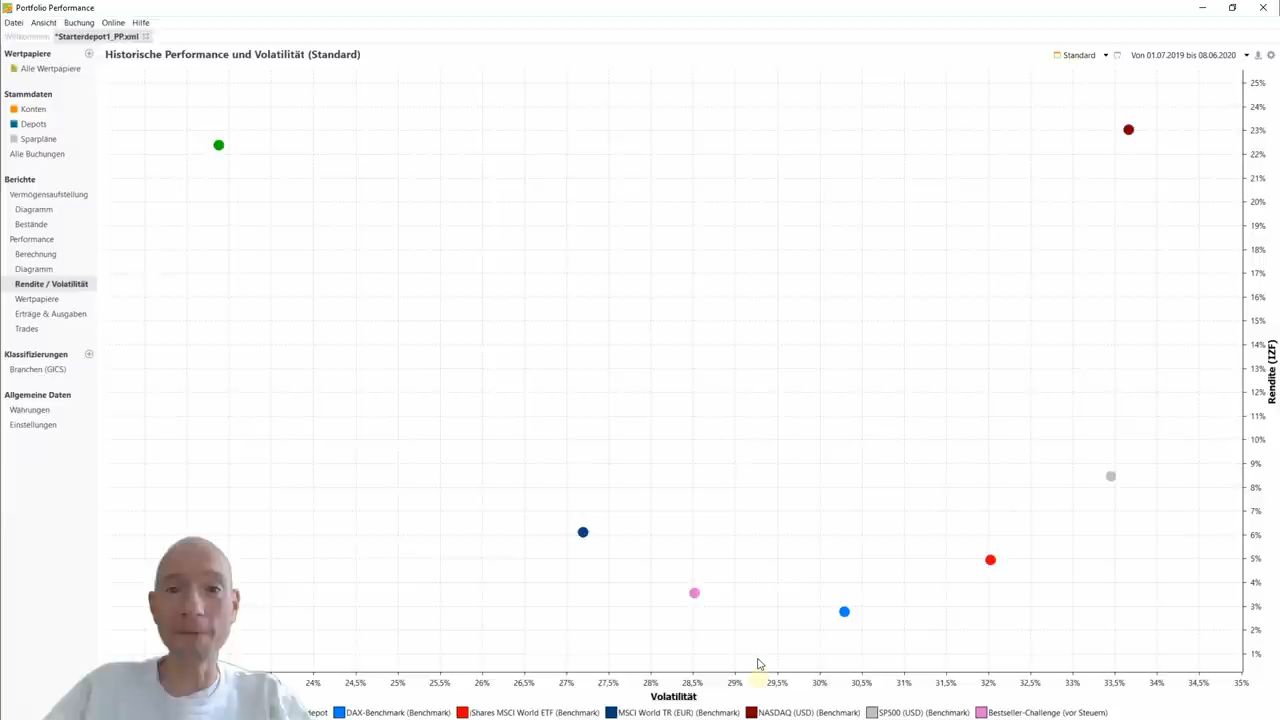 Portfolio Performance
Datei Ansicht Buchung Online Hilfe
Willkommen *Starterdepot1_PP.xml
Wertpapiere
Alle Wertpapiere
Stammdaten
Konten
Depots
Sparpläne
Alle Buchungen
Berichte
Vermögensaufstellung
Diagramm
Bestände
Performance
Berechnung
Diagramm
Rendite / Volatilität
Wertpapiere
Erträge & Ausgaben
Trades
Klassifizierungen
Branchen (GICS)
Allgemeine Daten
Währungen
Einstellungen
Historische Performance und Volatilität (Standard)
Standard Von 01.07.2019 bis 08.06.2020
25%
24%
23%
22%
21%
20%
19%
18%
17%
16%
15%
14%
13%
12%
11%
10%
9%
8%
7%
6%
5%
4%
3%
2%
1%
Rendite (IZF)
24% 25% 25,5% 26% 26,5% 27% 27,5% 28% 28,5% 29% 29,5% 30% 30,5% 31% 31,5% 32% 32,5% 33% 33,5% 34% 34,5% 35%
Volatilität
epot DAX-Benchmark (Benchmark) iShares MSCI World ETF (Benchmark) MSCI World TR (EUR) (Benchmark) NASDAQ (USD) (Benchmark) SP500 (USD) (Benchmark) Bestseller-Challenge (vor Steuern)